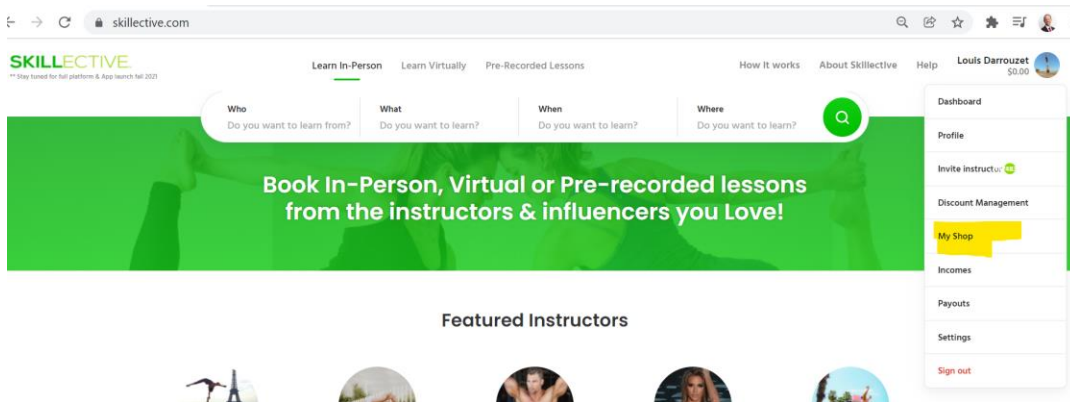 skillective.com
SKILLECTIVE
** Stay tuned for full platform & App launch fall 2021
Learn In-Person Learn Virtually Pre-Recorded Lessons
How It works About Skillective Help
Louis Darrouzet
$0.00
Who What When Where
Do you want to learn from? Do you want to learn? Do you want to learn? Do you want to learn?
Book In-Person, Virtual or Pre-recorded lessons
from the instructors & influencers you Love!
Featured Instructors
Dashboard
Profile
Invite instructor
Discount Management
My Shop
Incomes
Payouts
Settings
Sign out